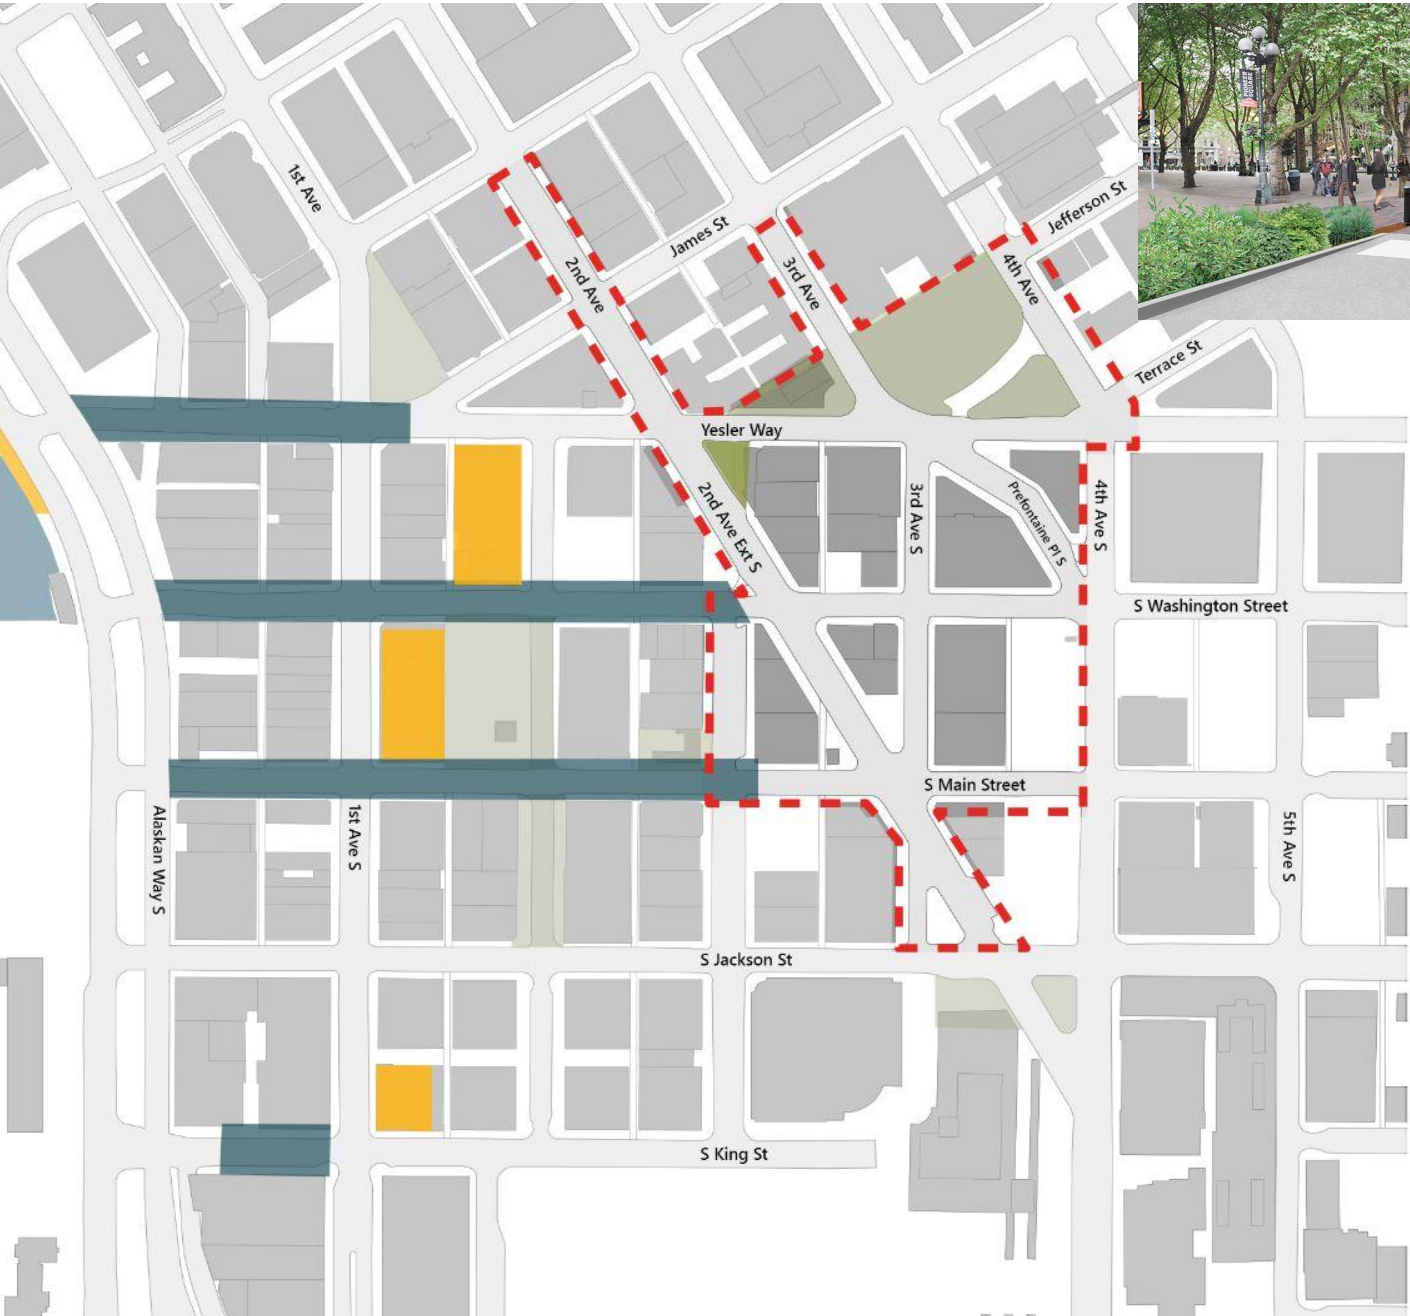 PIONEER
SQUARE
1st Ave
James St
Jefferson St
2nd Ave
3rd Ave
4th Ave
Terrace St
Yesler Way
2nd Ave Ext S
3rd Ave S
Prefontaine Pl S
4th Ave S
S Washington Street
S Main Street
Alaskan Way S
1st Ave S
5th Ave S
S Jackson St
S King St